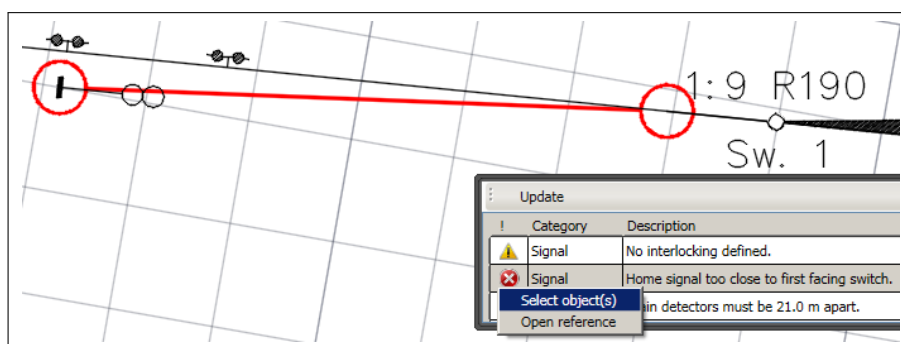 1:9 R190
Sw. 1
Update
! Category Description
Signal No interlocking defined.
Signal Home signal too close to first facing switch.
Select object(s)
ain detectors must be 21.0 m apart.
Open reference